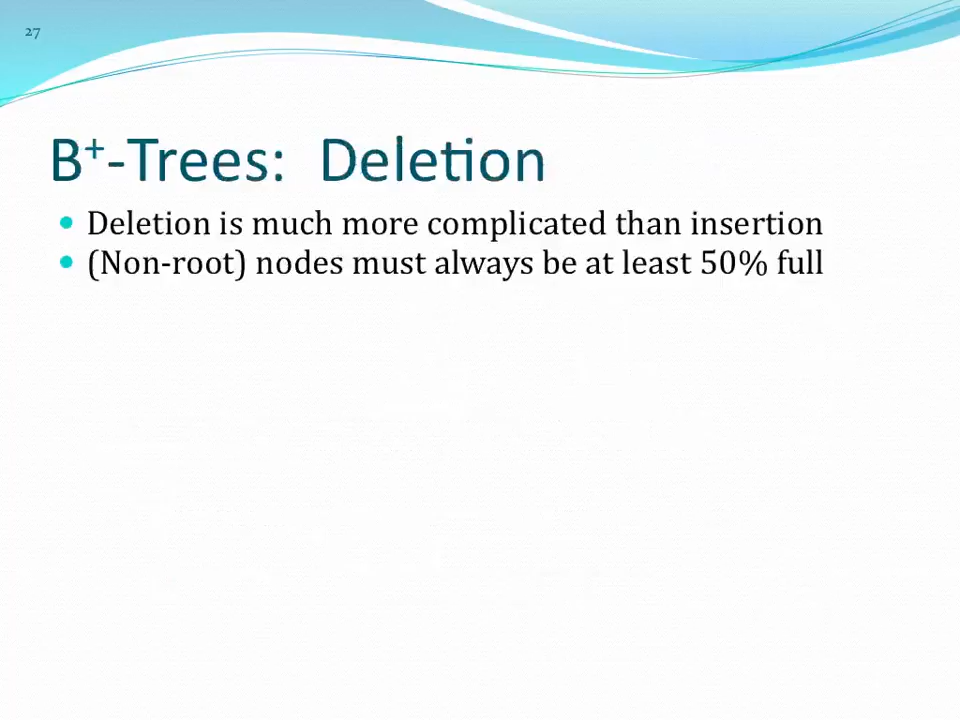 27
B⁺-Trees: Deletion
• Deletion is much more complicated than insertion
• (Non-root) nodes must always be at least 50% full